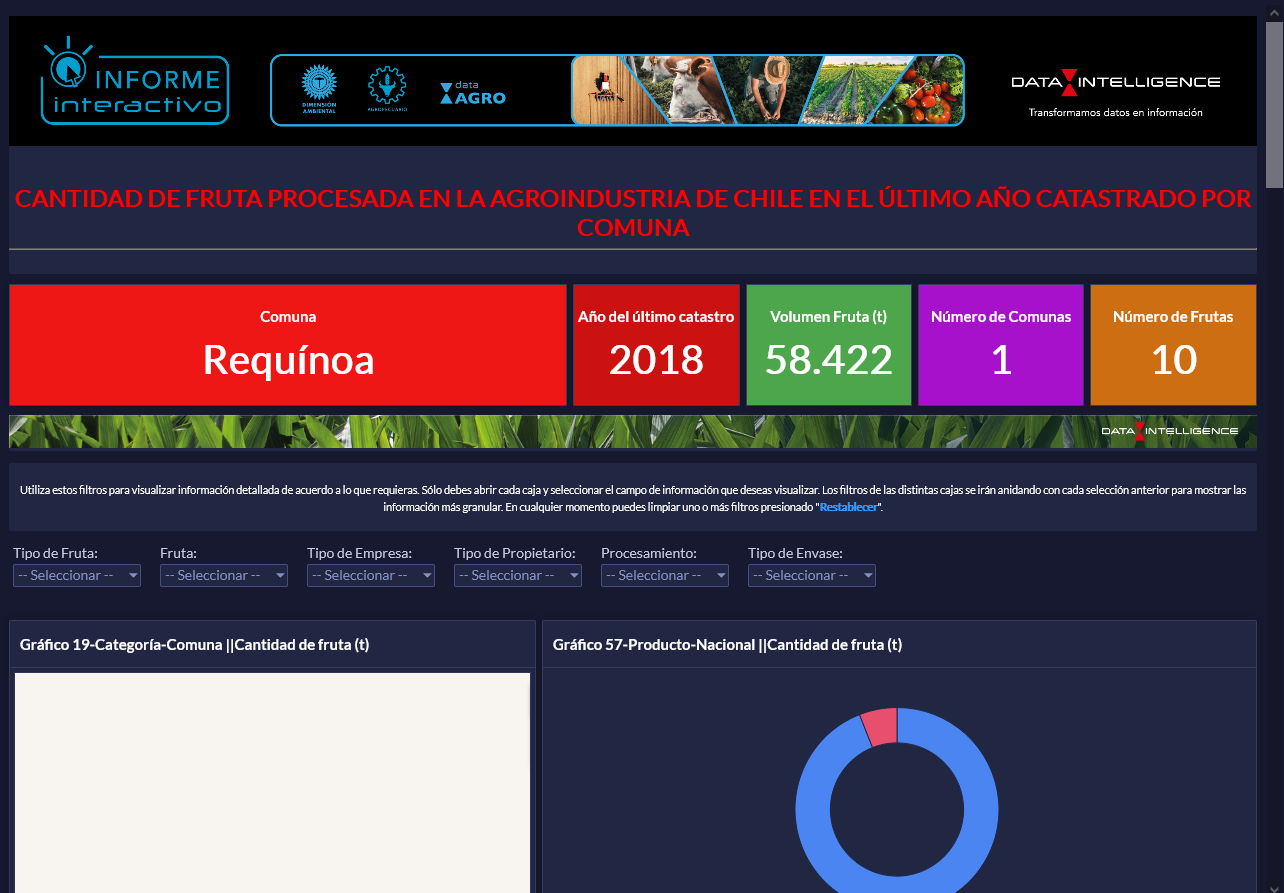 INFORME
interactivo
DIMENSIÓN
AMBIENTAL
AGROPECUARIO
data
AGRO
DATA INTELLIGENCE
Transformamos datos en información
CANTIDAD DE FRUTA PROCESADA EN LA AGROINDUSTRIA DE CHILE EN EL ÚLTIMO AÑO CATASTRADO POR
COMUNA
Comuna
Requínoa
Año del último catastro
2018
Volumen Fruta (t)
58.422
Número de Comunas
1
Número de Frutas
10
DATA INTELLIGENCE
Utiliza estos filtros para visualizar información detallada de acuerdo a lo que requieras. Sólo debes abrir cada caja y seleccionar el campo de información que deseas visualizar. Los filtros de las distintas cajas se irán anidando con cada selección anterior para mostrar las
información más granular. En cualquier momento puedes limpiar uno o más filtros presionado "Restablecer".
Tipo de Fruta: Fruta: Tipo de Empresa: Tipo de Propietario: Procesamiento: Tipo de Envase:
-- Seleccionar -- -- Seleccionar -- -- Seleccionar -- -- Seleccionar -- -- Seleccionar -- -- Seleccionar --
Gráfico 19-Categoría-Comuna ||Cantidad de fruta (t)
Gráfico 57-Producto-Nacional ||Cantidad de fruta (t)